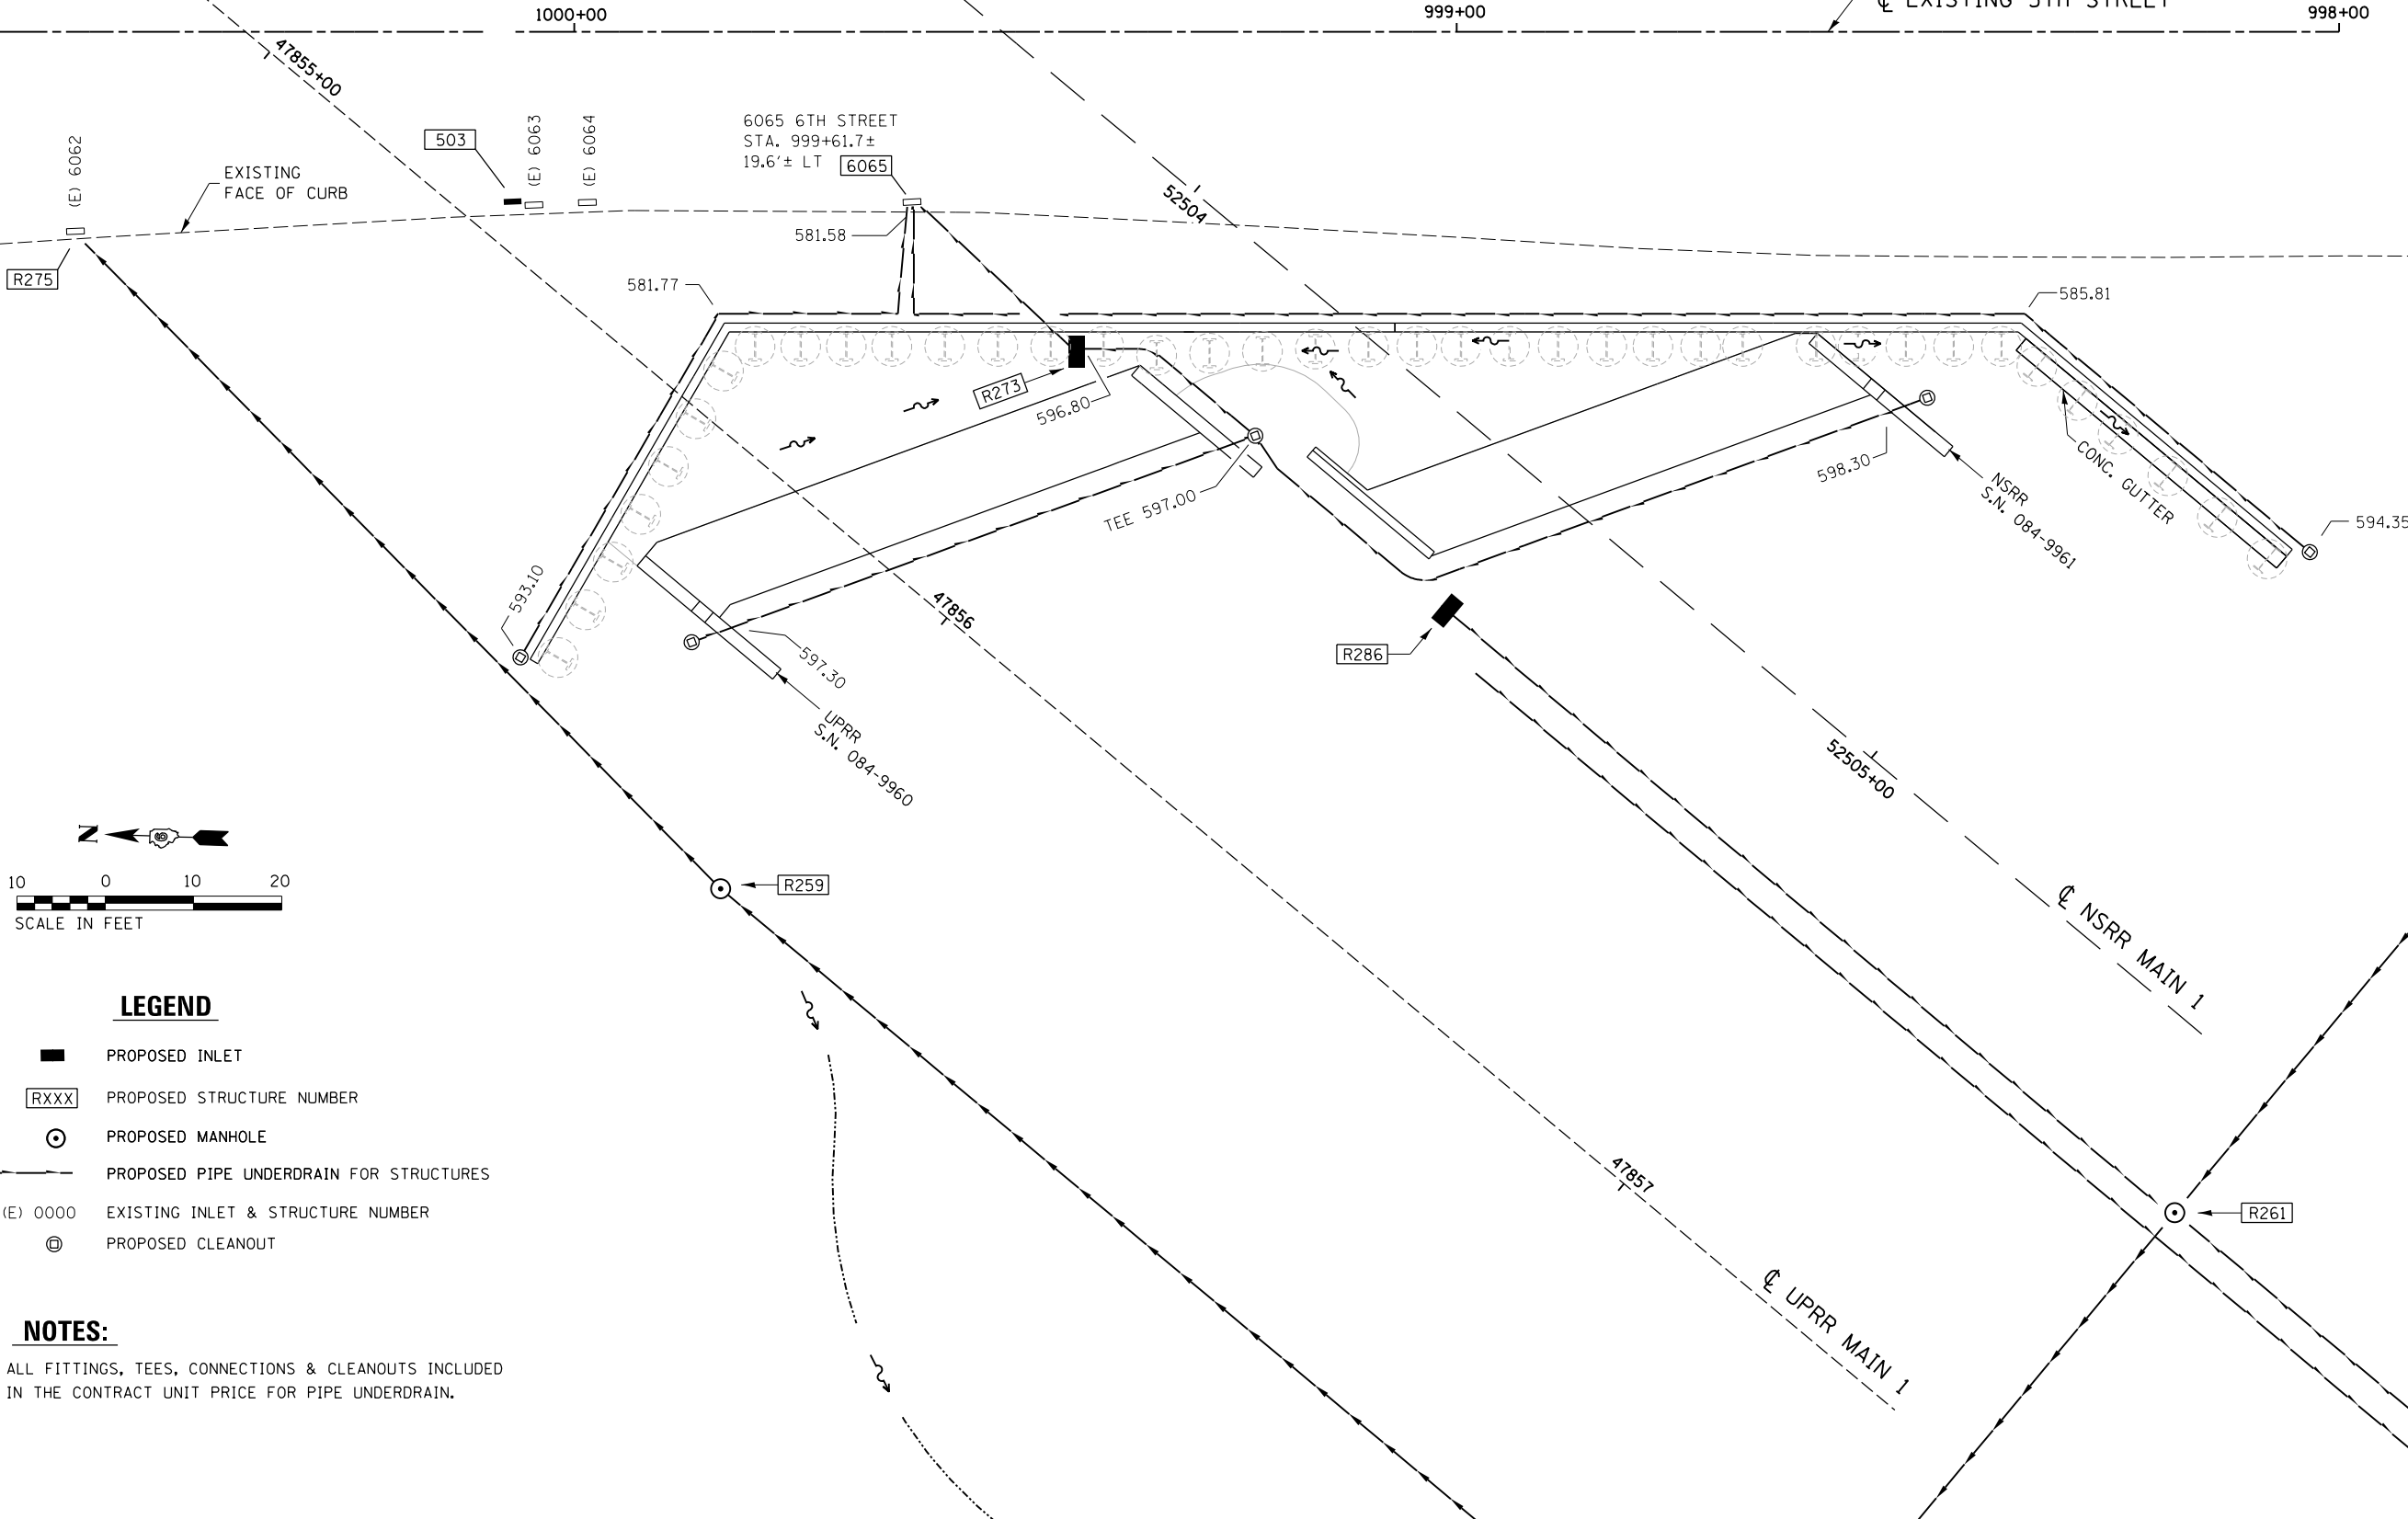 1000+00
999+00
998+00
℄ EXISTING 5TH STREET
47855+00
(E) 6062
503
(E) 6063
(E) 6064
6065 6TH STREET
STA. 999+61.7±
19.6'± LT
6065
EXISTING
FACE OF CURB
52504
581.58
R275
581.77
585.81
R273
596.80
TEE 597.00
598.30
CONC. GUTTER
NSRR
S.N. 084-9961
594.35
593.10
597.30
UPRR
S.N. 084-9960
47856
R286
52505+00
N
10 0 10 20
SCALE IN FEET
R259
℄ NSRR MAIN 1
LEGEND
PROPOSED INLET
RXXX PROPOSED STRUCTURE NUMBER
PROPOSED MANHOLE
PROPOSED PIPE UNDERDRAIN FOR STRUCTURES
(E) 0000 EXISTING INLET & STRUCTURE NUMBER
PROPOSED CLEANOUT
47857
R261
℄ UPRR MAIN 1
NOTES:
ALL FITTINGS, TEES, CONNECTIONS & CLEANOUTS INCLUDED
IN THE CONTRACT UNIT PRICE FOR PIPE UNDERDRAIN.